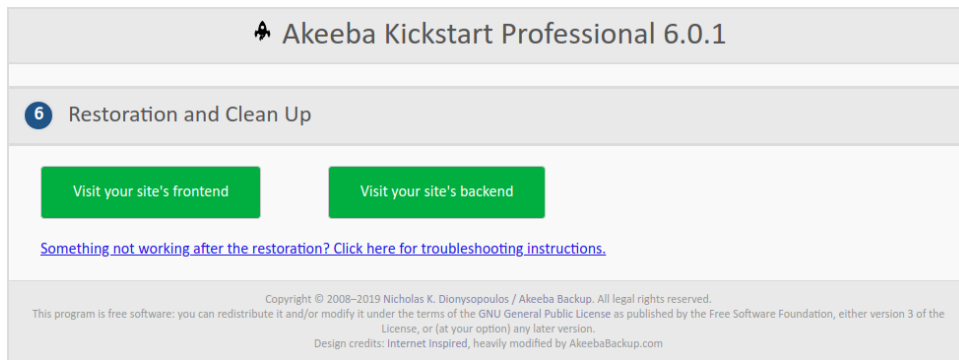 Akeeba Kickstart Professional 6.0.1
6 Restoration and Clean Up
Visit your site's frontend Visit your site's backend
Something not working after the restoration? Click here for troubleshooting instructions.
Copyright © 2008–2019 Nicholas K. Dionysopoulos / Akeeba Backup. All legal rights reserved.
This program is free software: you can redistribute it and/or modify it under the terms of the GNU General Public License as published by the Free Software Foundation, either version 3 of the
License, or (at your option) any later version.
Design credits: Internet Inspired, heavily modified by AkeebaBackup.com